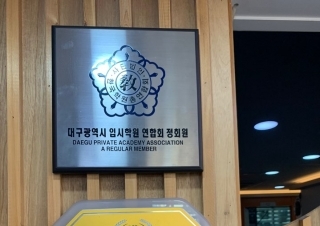 敎
대구광역시 입시학원 연합회 정회원
DAEGU PRIVATE ACADEMY ASSOCIATION
A REGULAR MEMBER